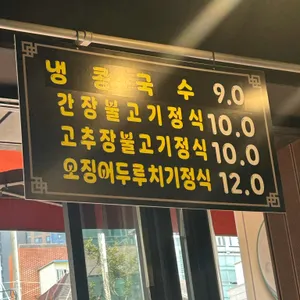 냉 콩 국 수 9.0
간장불고기정식 10.0
고추장불고기정식 10.0
오징어두루치기정식 12.0